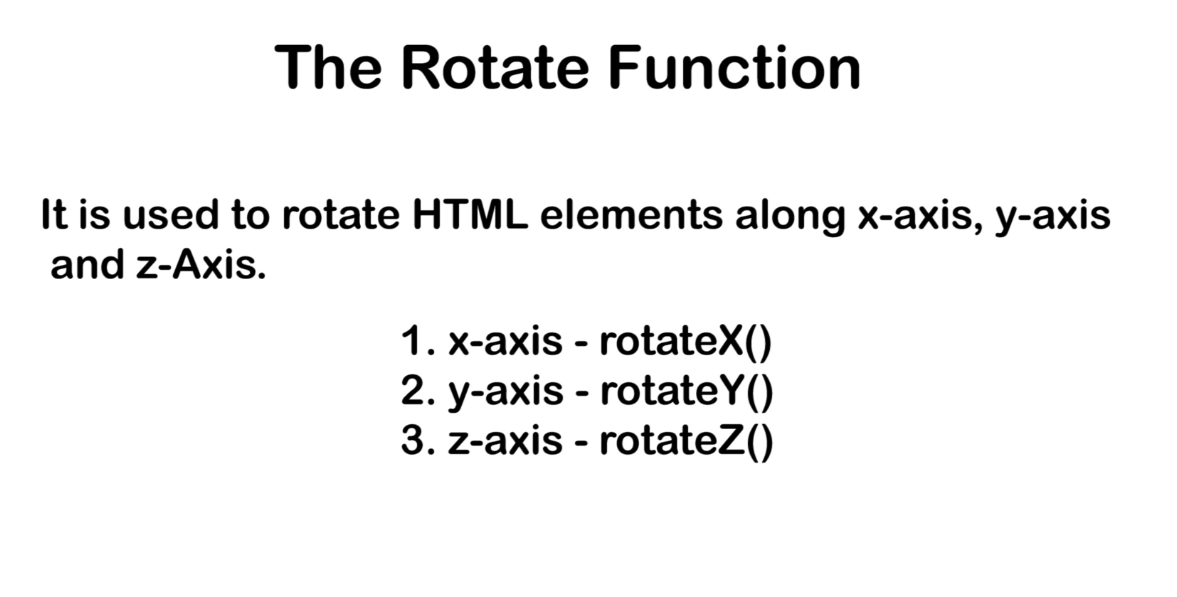 The Rotate Function
It is used to rotate HTML elements along x-axis, y-axis
and z-Axis.
1. x-axis - rotateX()
2. y-axis - rotateY()
3. z-axis - rotateZ()